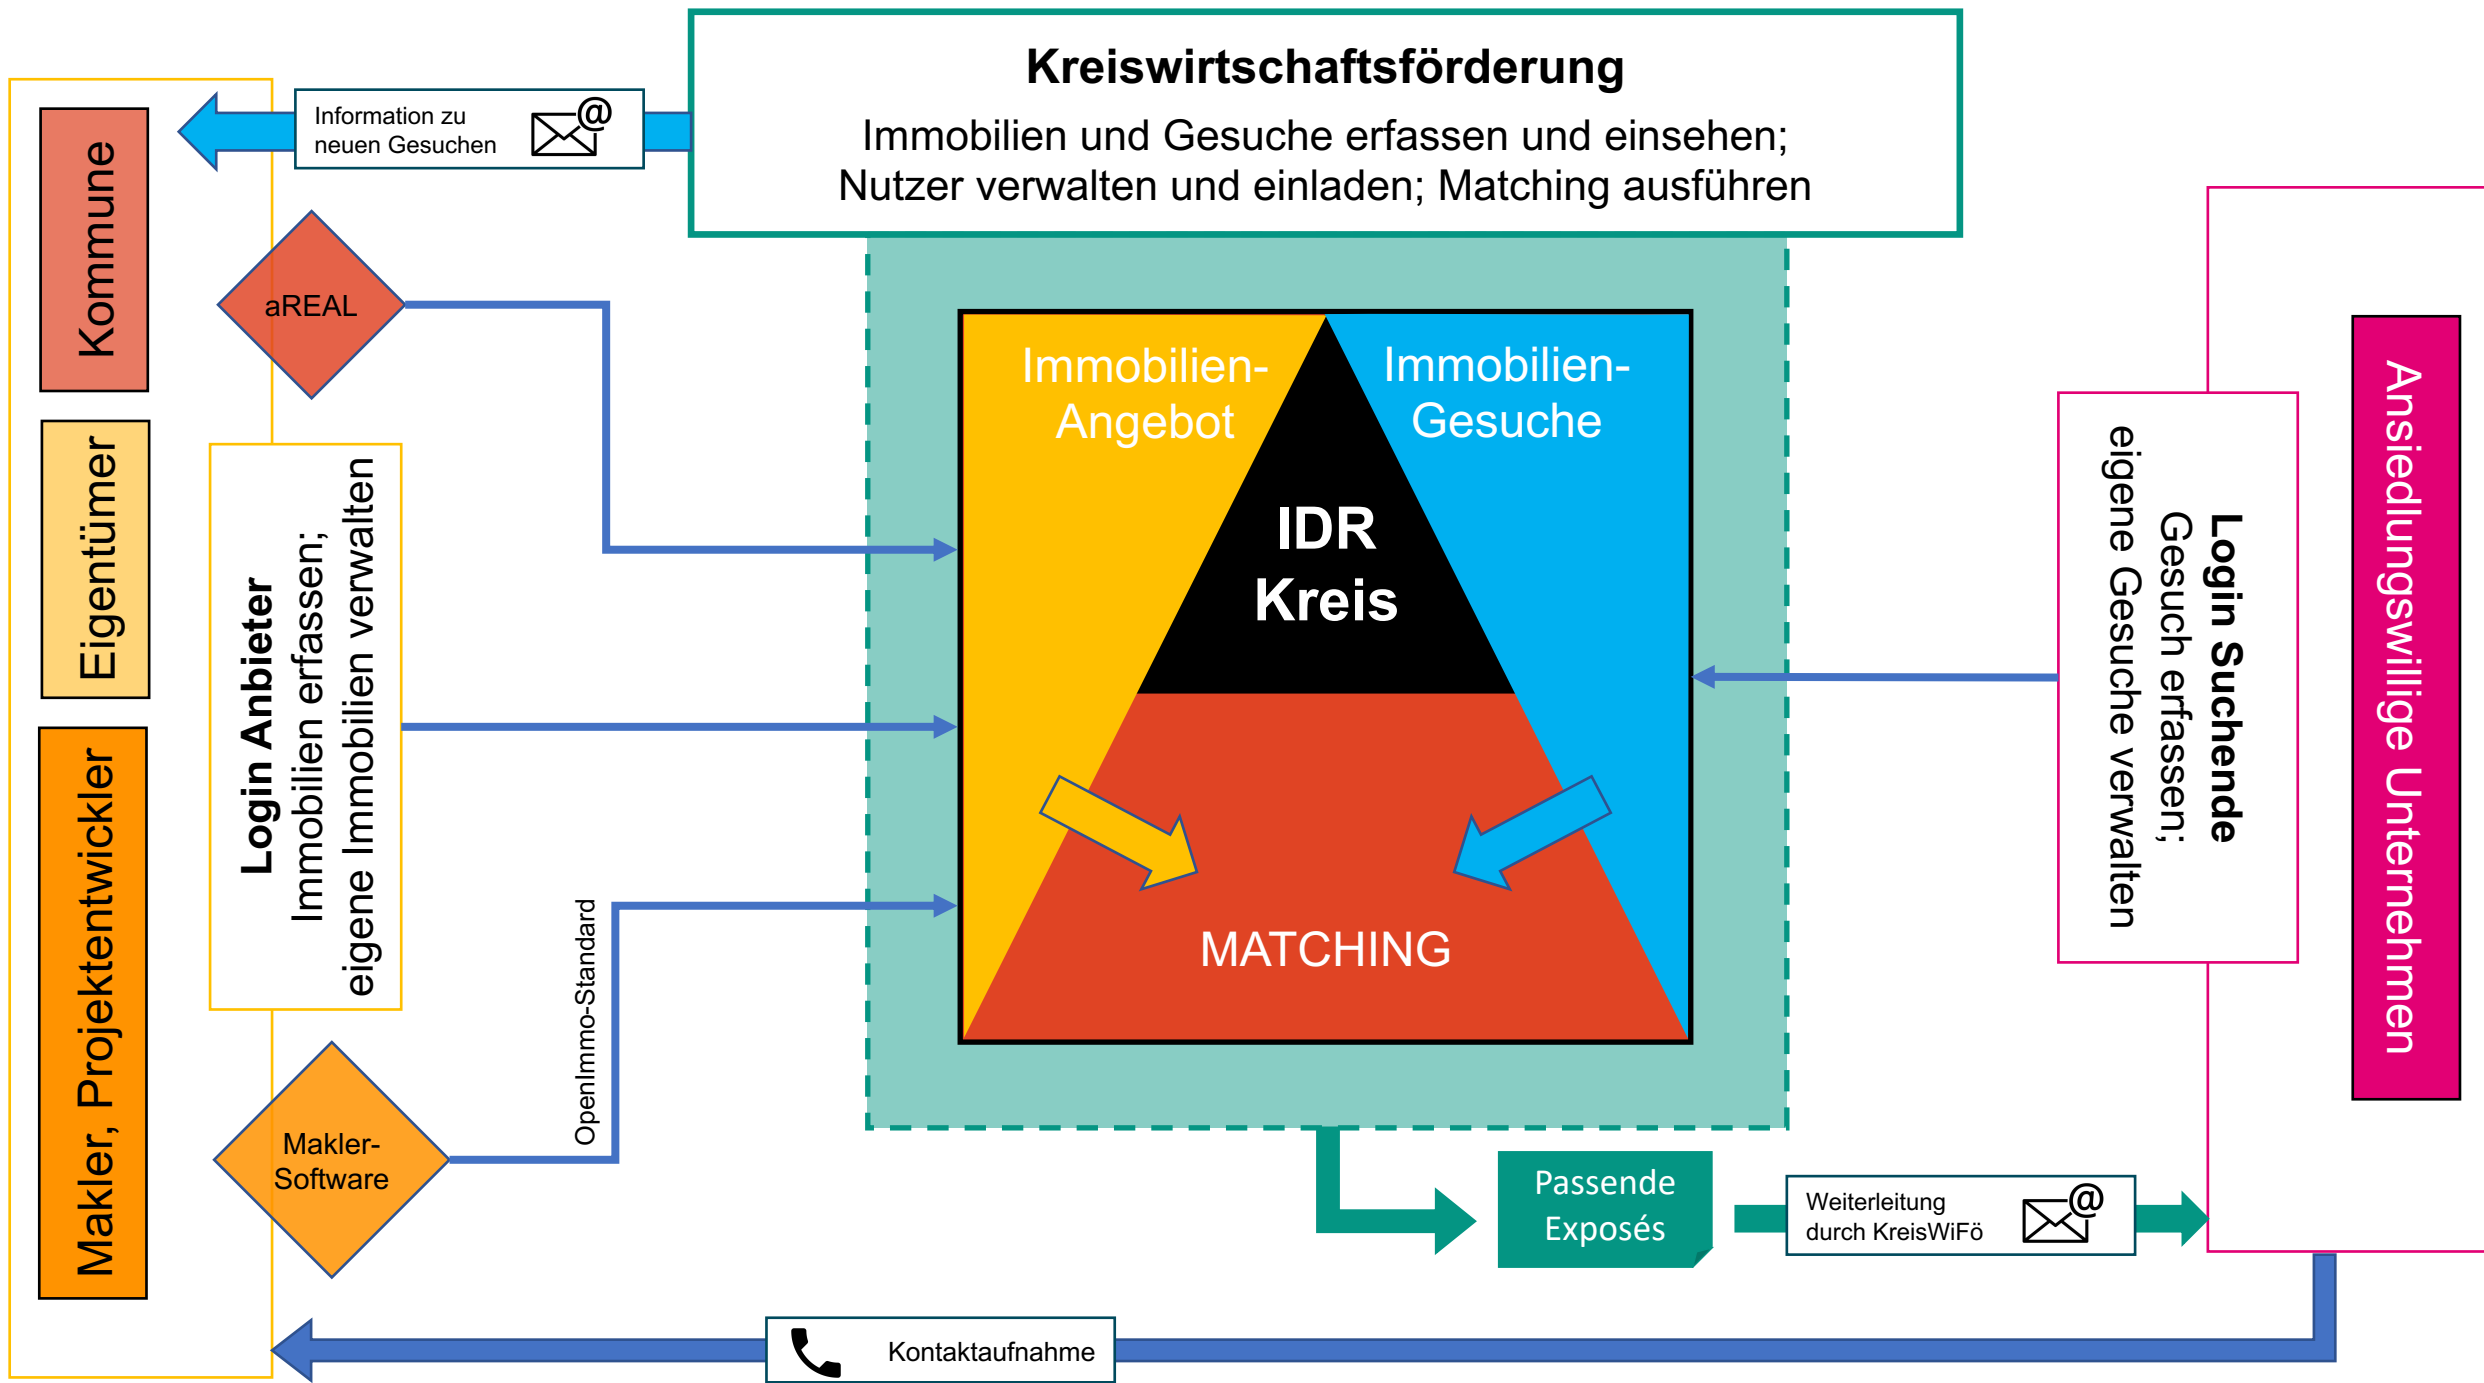 Kreiswirtschaftsförderung
Immobilien und Gesuche erfassen und einsehen;
Nutzer verwalten und einladen; Matching ausführen
Information zu
neuen Gesuchen
@
Kommune
aREAL
Eigentümer
Login Anbieter
Immobilien erfassen;
eigene Immobilien verwalten
Makler, Projektentwickler
Makler-
Software
OpenImmo-Standard
Immobilien-
Angebot
Immobilien-
Gesuche
IDR
Kreis
MATCHING
Login Suchende
Gesuch erfassen;
eigene Gesuche verwalten
Ansiedlungswillige Unternehmen
Passende
Exposés
Weiterleitung
durch KreisWiFö
@
Kontaktaufnahme